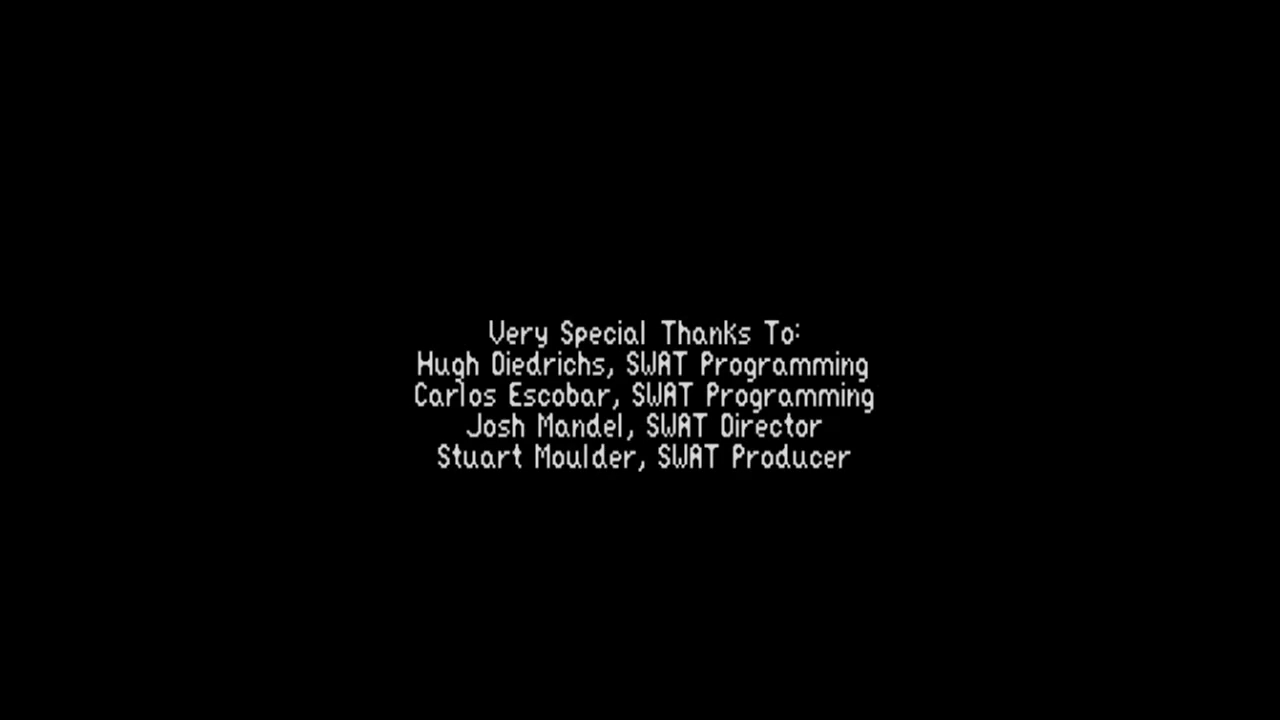 Very Special Thanks To:
Hugh Diedrichs, SWAT Programming
Carlos Escobar, SWAT Programming
Josh Mandel, SWAT Director
Stuart Moulder, SWAT Producer